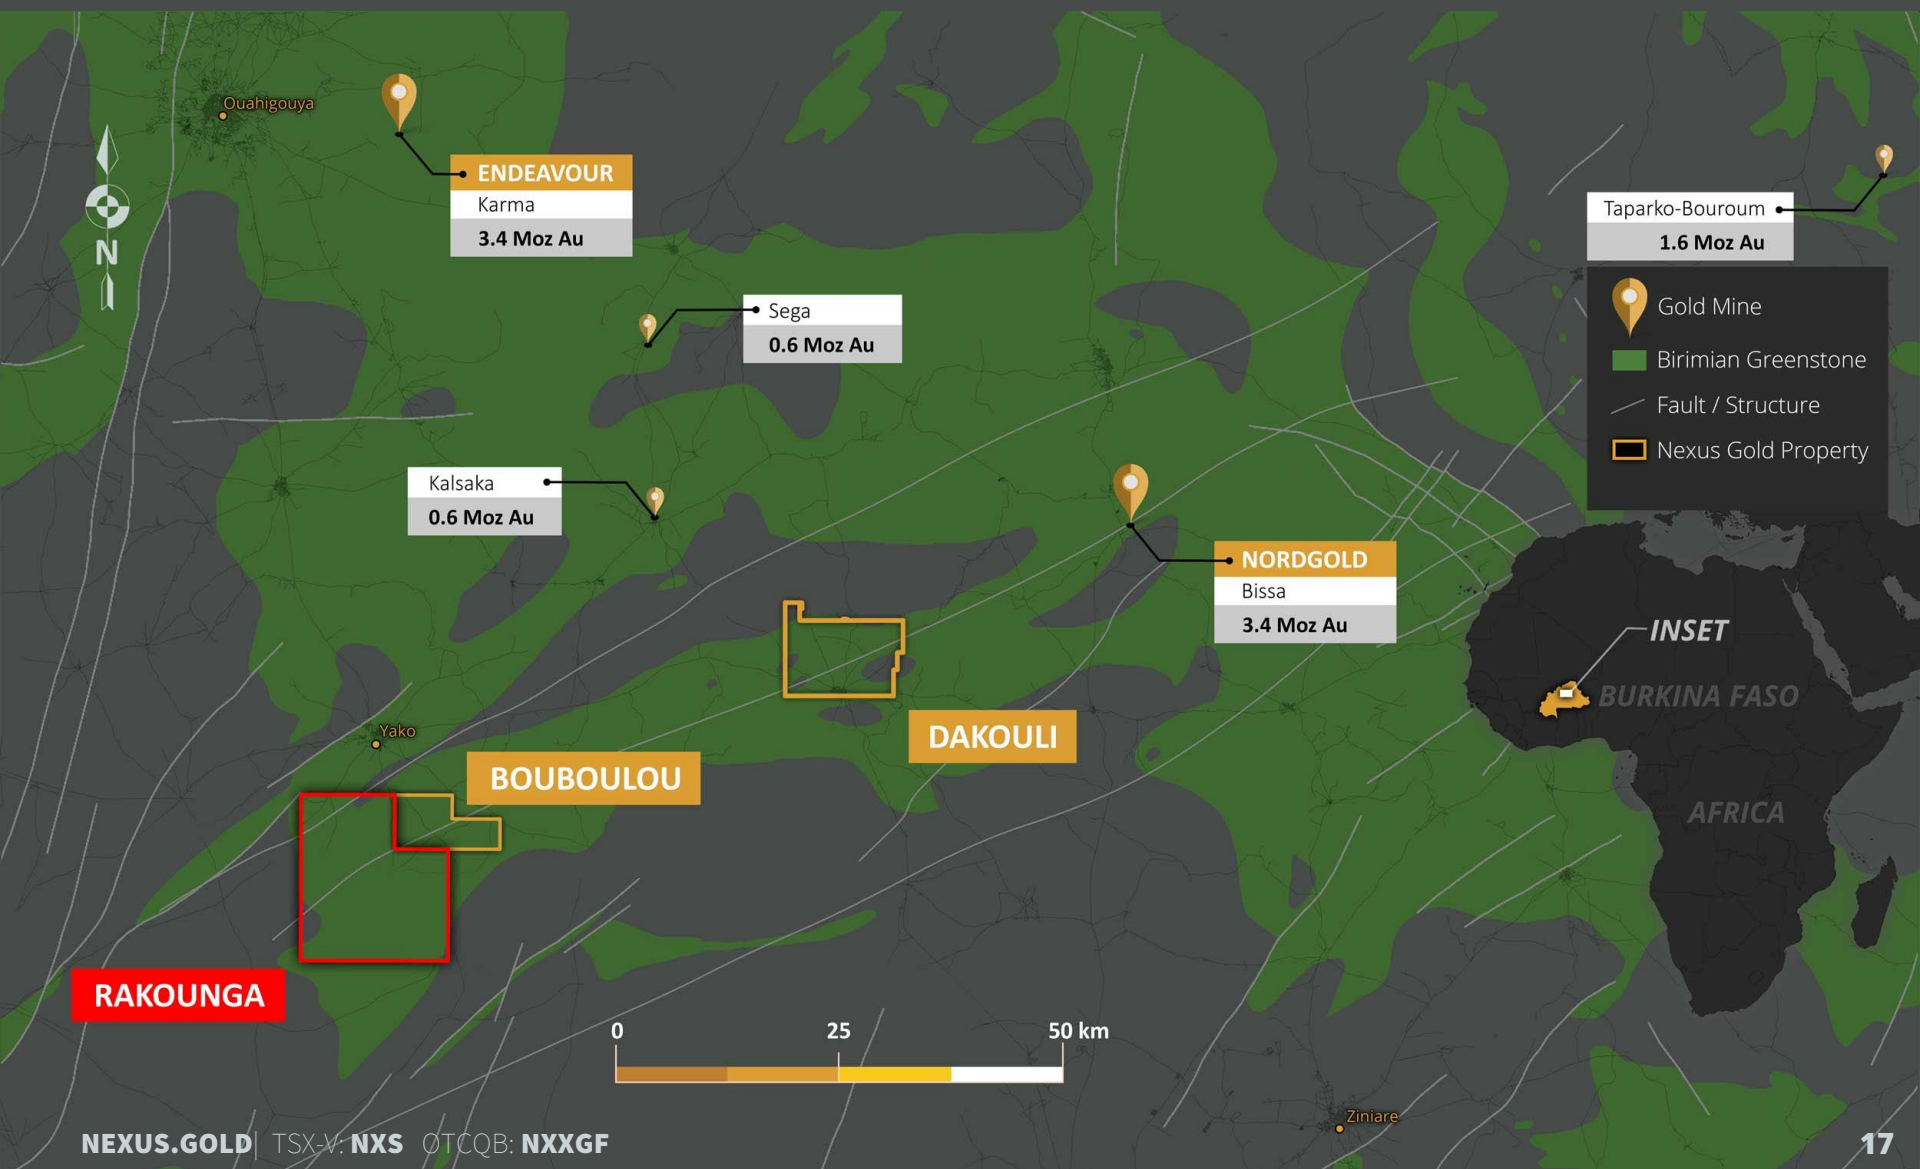 Ouahigouya
N
ENDEAVOUR
Karma
3.4 Moz Au
Taparko-Bouroum
1.6 Moz Au
Sega
0.6 Moz Au
Gold Mine
Birimian Greenstone
Fault / Structure
Nexus Gold Property
Kalsaka
0.6 Moz Au
NORDGOLD
Bissa
3.4 Moz Au
INSET
BURKINA FASO
AFRICA
Yako
DAKOULI
BOUBOULOU
RAKOUNGA
0 25 50 km
Ziniare
NEXUS.GOLD| TSX-V: NXS OTCQB: NXXGF
17